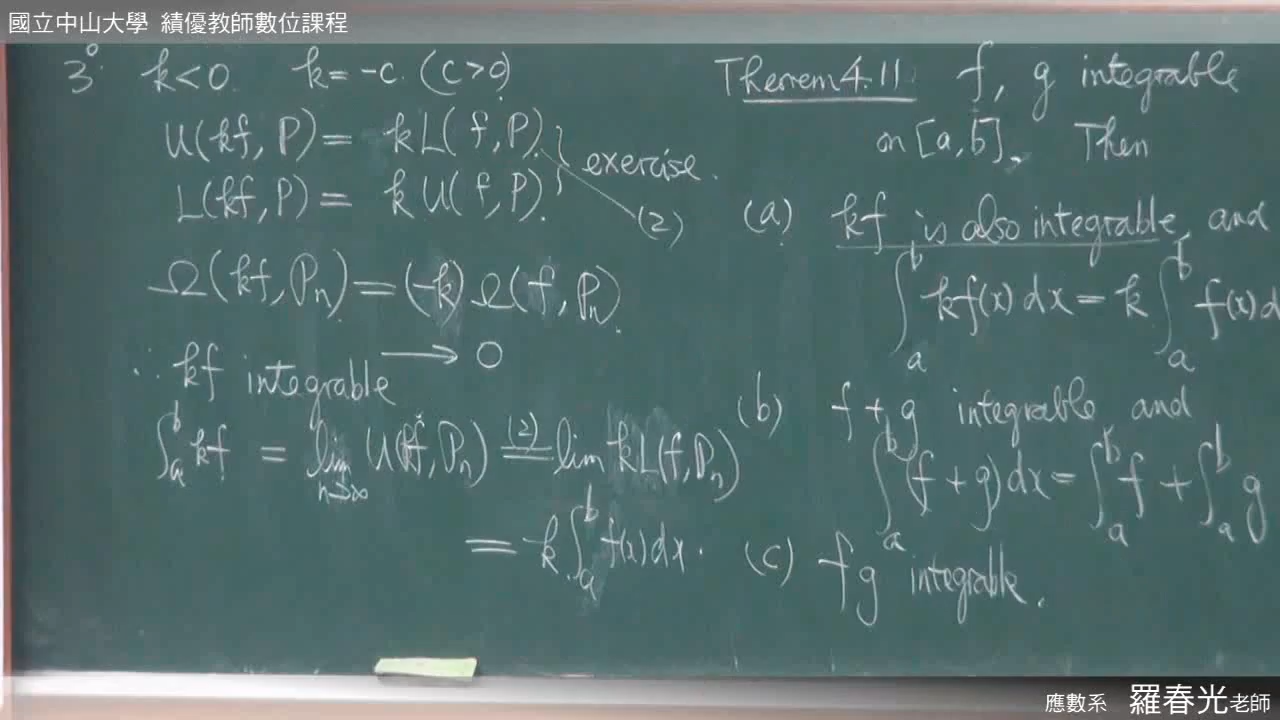 國立中山大學 績優教師數位課程
3° k<0. k = -c. (c>0)
U(kf, P) = kL(f, P).
L(kf, P) = kU(f, P).
} exercise.
(2)
Ω(kf, Pₙ) = (-k) Ω(f, Pₙ).
⟶ 0
∴ kf integrable
∫ₐᵇ kf = lim_{n→∞} U(kf, Pₙ) =⁽²⁾ lim kL(f, Pₙ)
= k ∫ₐᵇ f(x) dx.
Theorem 4.11 f, g integrable
on [a, b]. Then
(a) kf is also integrable, and
∫ₐᵇ kf(x) dx = k ∫ₐᵇ f(x) d
(b) f + g integrable and
∫ₐᵇ (f + g) dx = ∫ₐᵇ f + ∫ₐᵇ g
(c) fg integrable.
應數系 羅春光老師